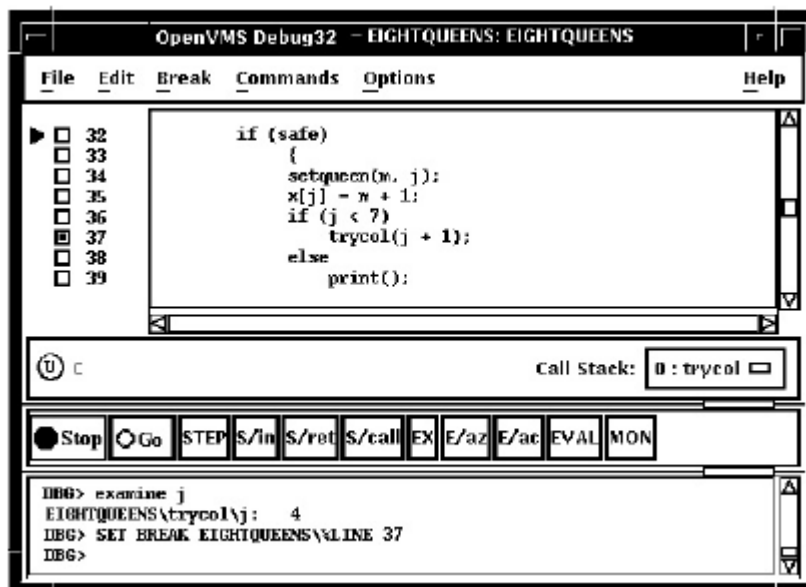 OpenVMS Debug32 - EIGHTQUEENS: EIGHTQUEENS
File Edit Break Commands Options Help
32 if (safe)
33 {
34 setqueen(m, j);
35 x[j] = m + 1;
36 if (j < 7)
37 trycol(j + 1);
38 else
39 print();
U C Call Stack: 0 : trycol
Stop Go STEP S/in S/ret S/call EX E/az E/ac EVAL MON
DBG> examine j
EIGHTQUEENS\trycol\j: 4
DBG> SET BREAK EIGHTQUEENS\%LINE 37
DBG>